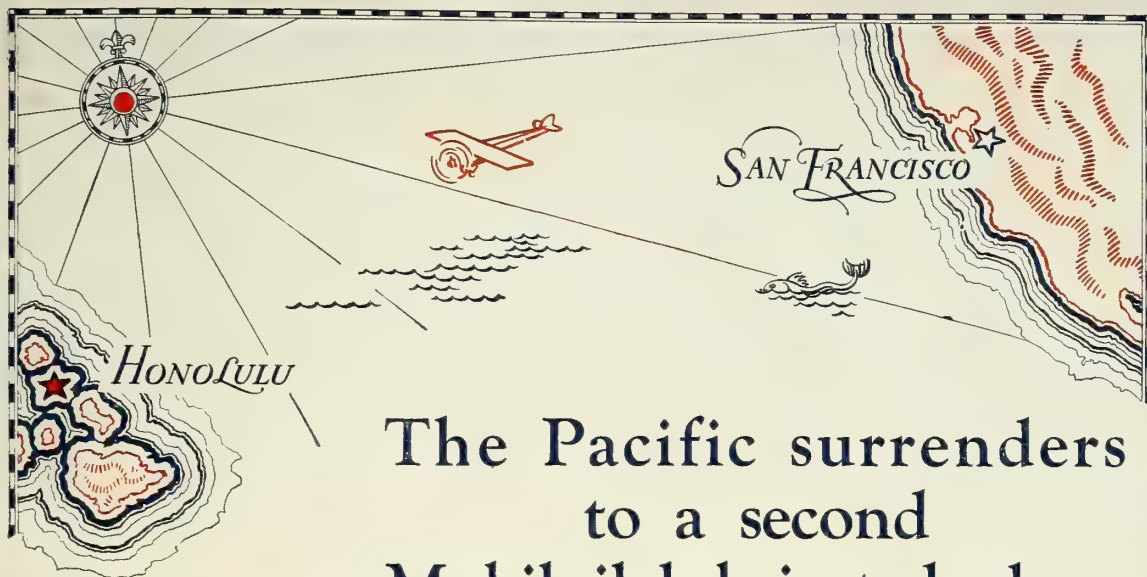 SAN FRANCISCO
HONOLULU
The Pacific surrenders
to a second